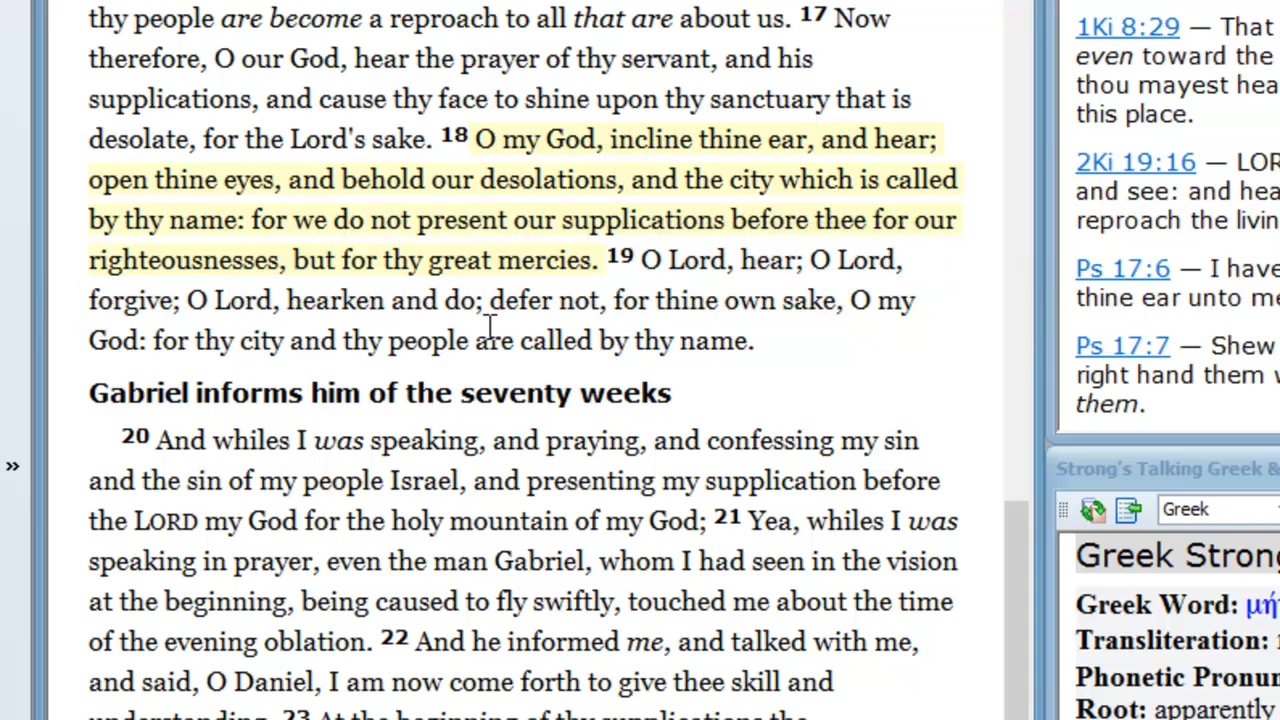 thy people are become a reproach to all that are about us. 17 Now
therefore, O our God, hear the prayer of thy servant, and his
supplications, and cause thy face to shine upon thy sanctuary that is
desolate, for the Lord's sake. 18 O my God, incline thine ear, and hear;
open thine eyes, and behold our desolations, and the city which is called
by thy name: for we do not present our supplications before thee for our
righteousnesses, but for thy great mercies. 19 O Lord, hear; O Lord,
forgive; O Lord, hearken and do; defer not, for thine own sake, O my
God: for thy city and thy people are called by thy name.
Gabriel informs him of the seventy weeks
20 And whiles I was speaking, and praying, and confessing my sin
and the sin of my people Israel, and presenting my supplication before
the LORD my God for the holy mountain of my God; 21 Yea, whiles I was
speaking in prayer, even the man Gabriel, whom I had seen in the vision
at the beginning, being caused to fly swiftly, touched me about the time
of the evening oblation. 22 And he informed me, and talked with me,
and said, O Daniel, I am now come forth to give thee skill and
understanding. 23 At the beginning of thy supplications the
»
1Ki 8:29 — That
even toward the
thou mayest hea
this place.
2Ki 19:16 — LOR
and see: and hea
reproach the livin
Ps 17:6 — I have
thine ear unto me
Ps 17:7 — Shew
right hand them w
them.
Strong's Talking Greek &
Greek
Greek Strong
Greek Word: μή
Transliteration:
Phonetic Pronun
Root: apparently